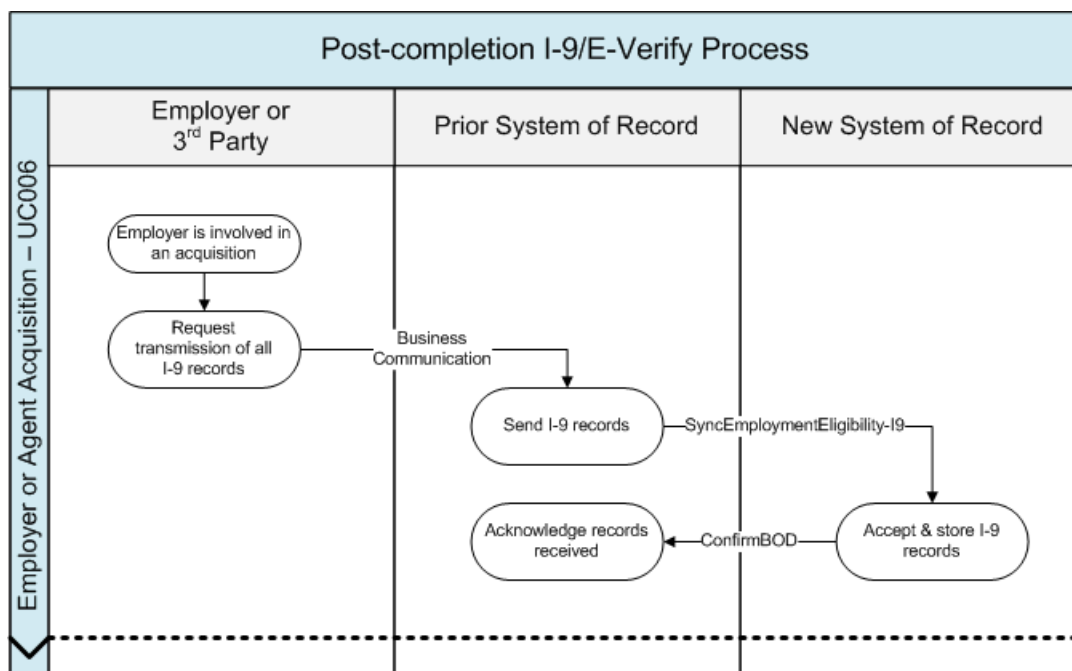 Post-completion I-9/E-Verify Process
Employer or Agent Acquisition – UC006
Employer or
3rd Party
Prior System of Record
New System of Record
Employer is involved in
an acquisition
Request
transmission of all
I-9 records
Business
Communication
Send I-9 records
SyncEmploymentEligibility-I9
Accept & store I-9
records
ConfirmBOD
Acknowledge records
received